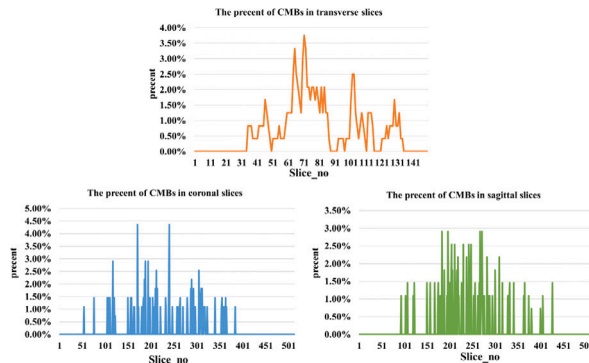 The precent of CMBs in transverse slices
4.00%
3.50%
3.00%
2.50%
2.00%
1.50%
1.00%
0.50%
0.00%
precent
1 11 21 31 41 51 61 71 81 91 101 111 121 131 141
Slice_no
The precent of CMBs in coronal slices
5.00%
4.50%
4.00%
3.50%
3.00%
2.50%
2.00%
1.50%
1.00%
0.50%
0.00%
precent
1 51 101 151 201 251 301 351 401 451 501
Slice_no
The precent of CMBs in sagittal slices
3.50%
3.00%
2.50%
2.00%
1.50%
1.00%
0.50%
0.00%
precent
1 51 101 151 201 251 301 351 401 451 501
Slice_no